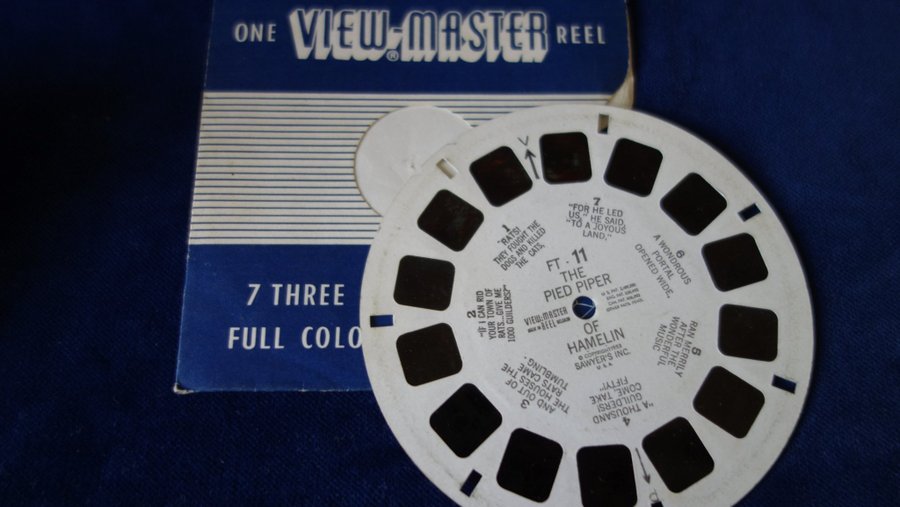 ONE VIEW-MASTER® REEL
7 THREE
FULL COLO
FT. 11
THE
PIED PIPER
OF
HAMELIN
© COPYRIGHT 1955
SAWYER'S INC.
U S A
VIEW-MASTER
REEL
1
"RATS!
THEY FOUGHT THE
DOGS AND KILLED
THE CATS.
2
"IF I CAN RID
YOUR TOWN OF
RATS...GIVE ME
1000 GUILDERS?"
3
AND OUT OF
THE HOUSES THE
RATS CAME
TUMBLING.
4
"A THOUSAND
GUILDERS!
COME, TAKE
FIFTY!"
5
RAN MERRILY
AFTER THE
WONDERFUL
MUSIC
6
A WONDROUS
PORTAL
OPENED WIDE,
7
"FOR HE LED
US," HE SAID,
"TO A JOYOUS
LAND,"